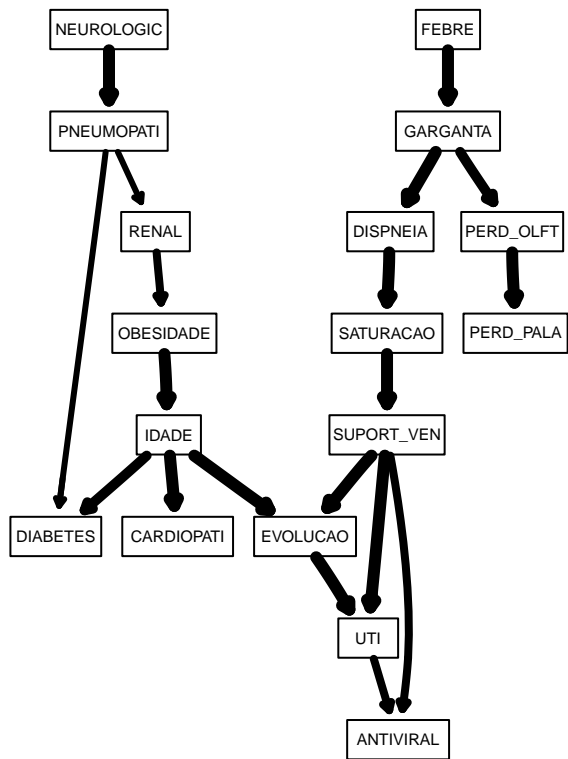 NEUROLOGIC
FEBRE
PNEUMOPATI
GARGANTA
RENAL
DISPNEIA
PERD_OLFT
OBESIDADE
SATURACAO
PERD_PALA
IDADE
SUPORT_VEN
DIABETES
CARDIOPATI
EVOLUCAO
UTI
ANTIVIRAL